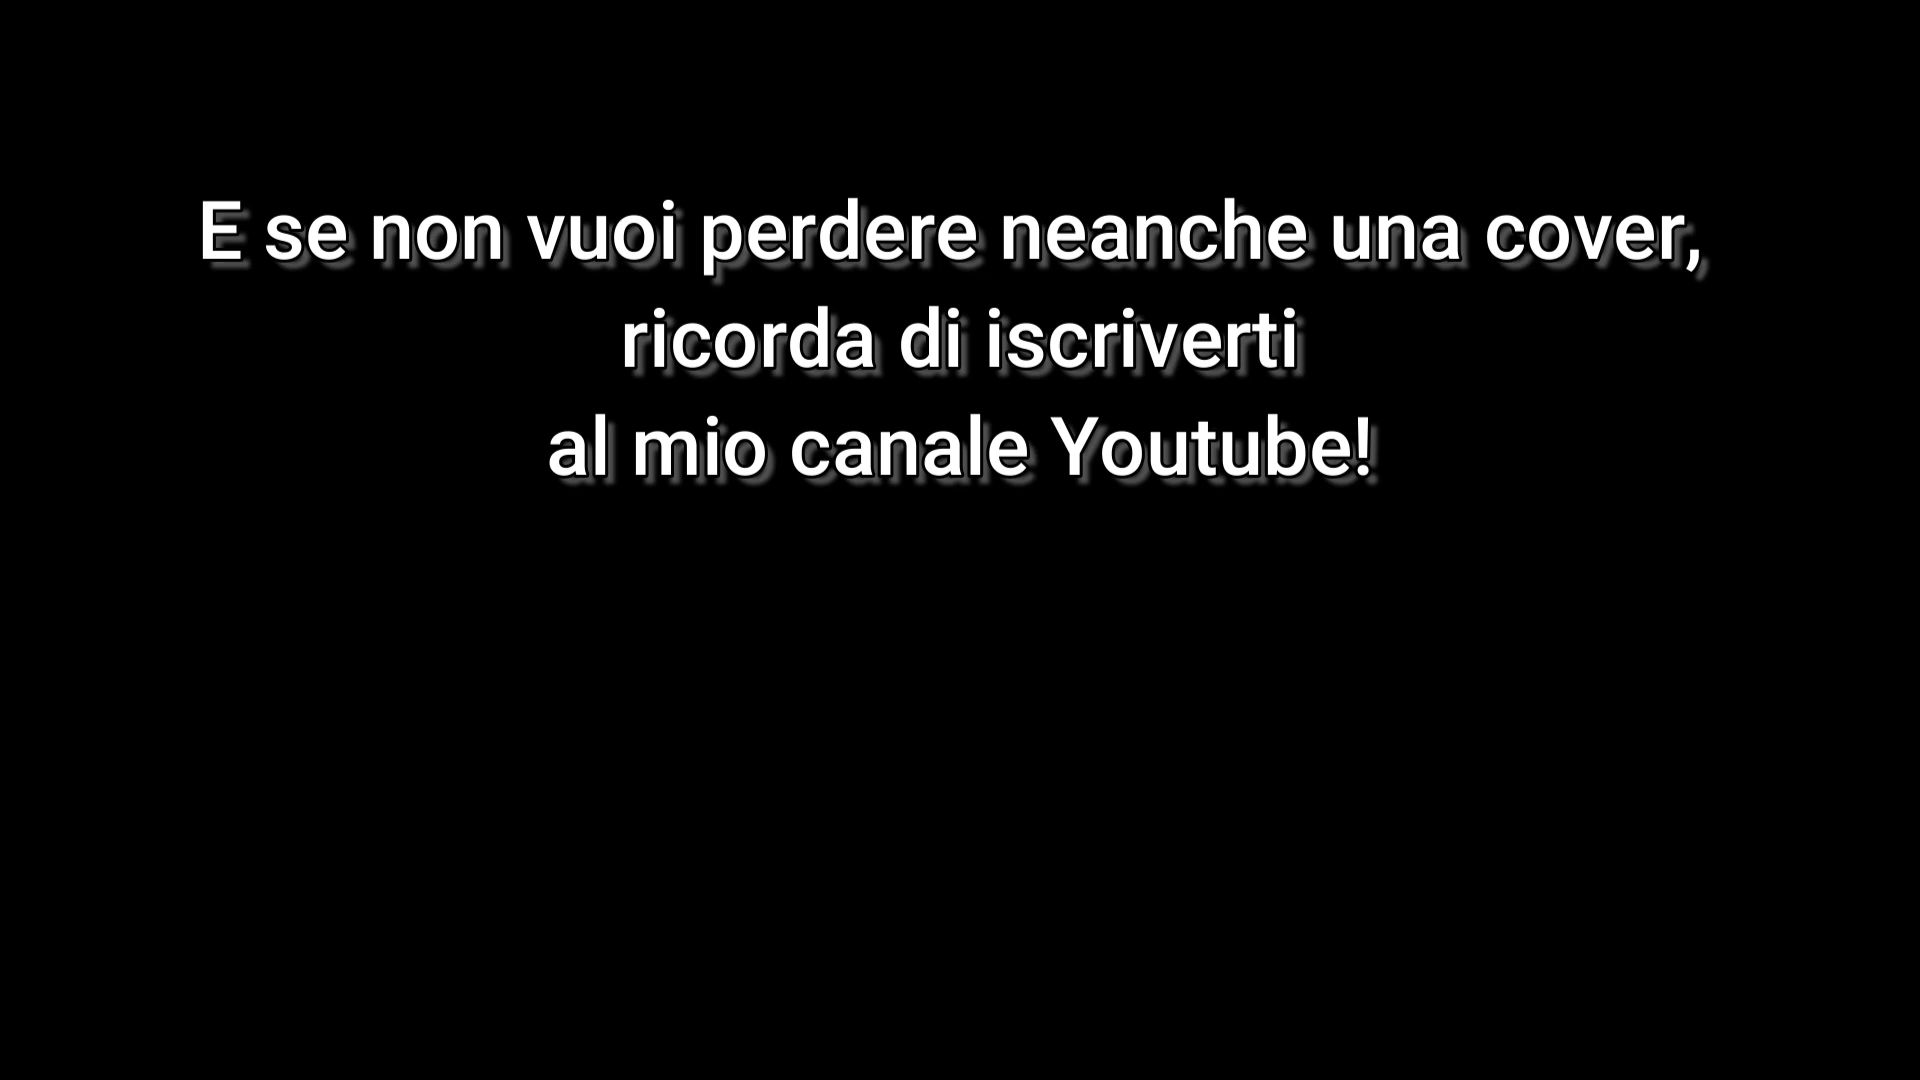 E se non vuoi perdere neanche una cover,
ricorda di iscriverti
al mio canale Youtube!